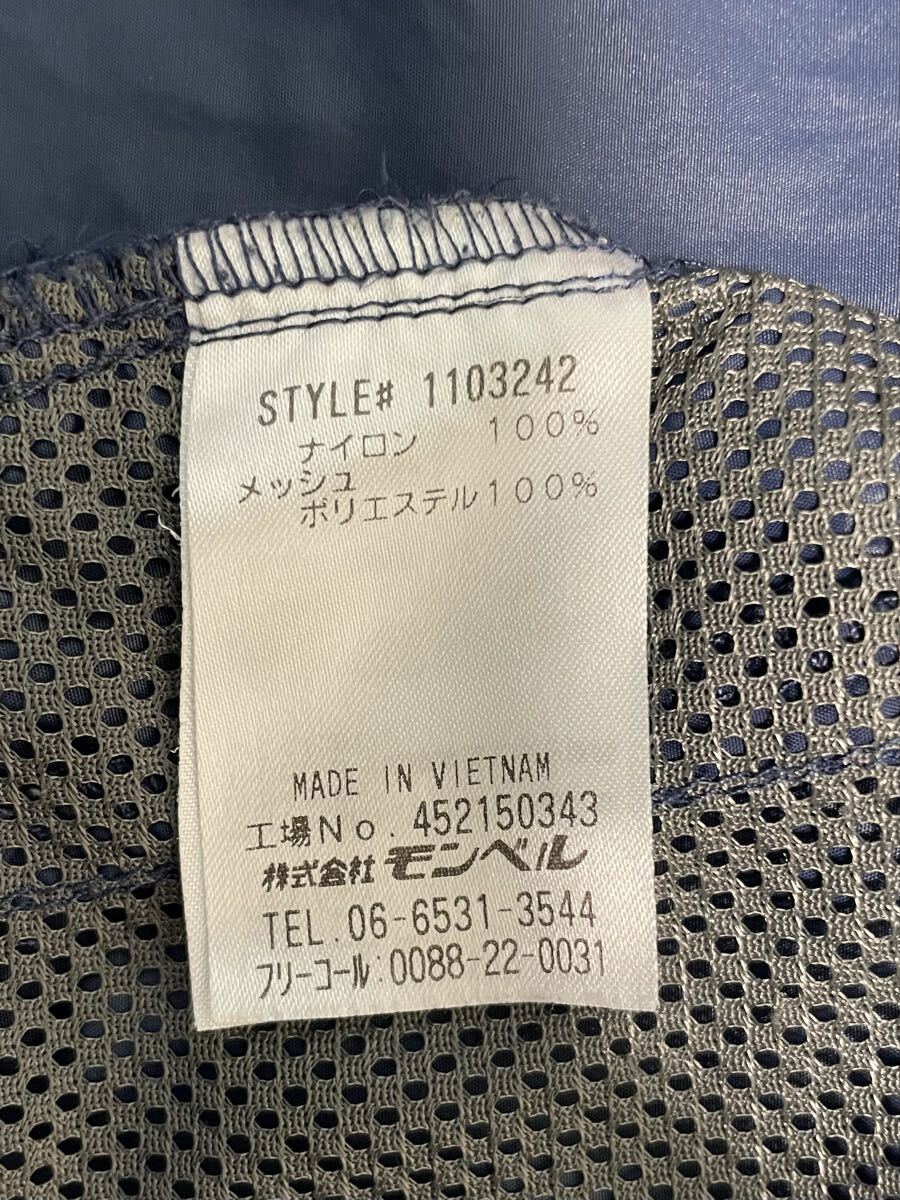 STYLE# 1103242
ナイロン 100%
メッシュ
ポリエステル100%
MADE IN VIETNAM
工場No. 452150343
株式会社 モンベル
TEL. 06-6531-3544
フリーコール:0088-22-0031